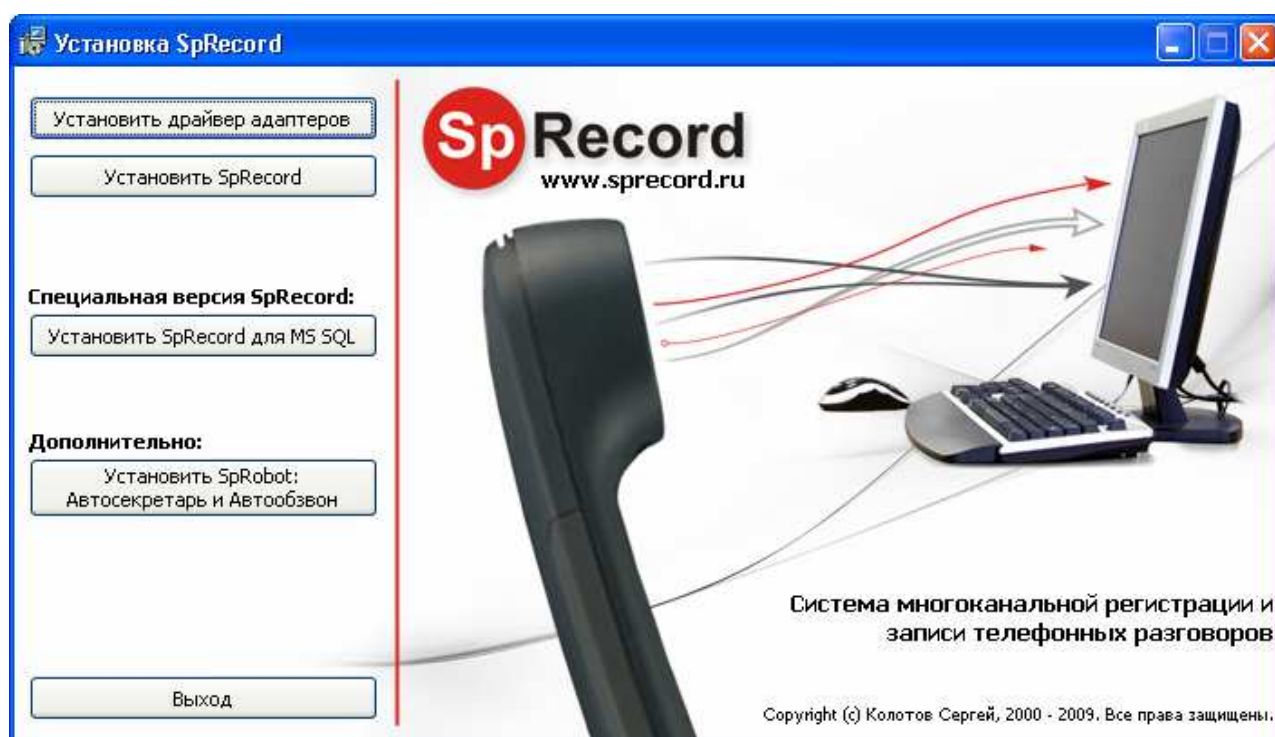 Установка SpRecord
Установить драйвер адаптеров
Установить SpRecord
Специальная версия SpRecord:
Установить SpRecord для MS SQL
Дополнительно:
Установить SpRobot:
Автосекретарь и Автообзвон
Выход
Sp Record
www.sprecord.ru
Система многоканальной регистрации и
записи телефонных разговоров
Copyright (c) Колотов Сергей, 2000 - 2009. Все права защищены.